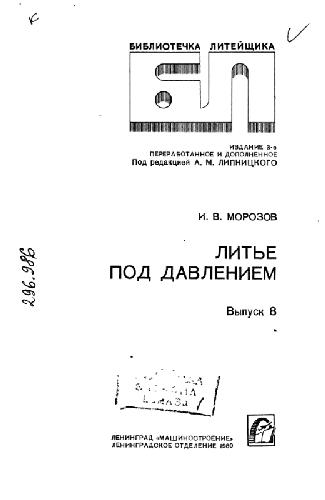 БИБЛИОТЕЧКА ЛИТЕЙЩИКА
БЛ
ИЗДАНИЕ 3-е
ПЕРЕРАБОТАННОЕ И ДОПОЛНЕННОЕ
Под редакцией А. М. ЛИПНИЦКОГО
И. В. МОРОЗОВ
ЛИТЬЕ
ПОД ДАВЛЕНИЕМ
Выпуск 8
296.986
ЛЕНИНГРАД «МАШИНОСТРОЕНИЕ»
ЛЕНИНГРАДСКОЕ ОТДЕЛЕНИЕ 1980